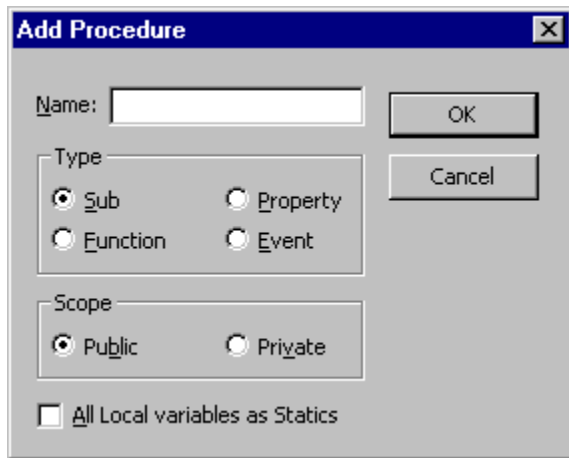 Add Procedure
Name:
OK
Cancel
Type
Sub
Property
Function
Event
Scope
Public
Private
All Local variables as Statics